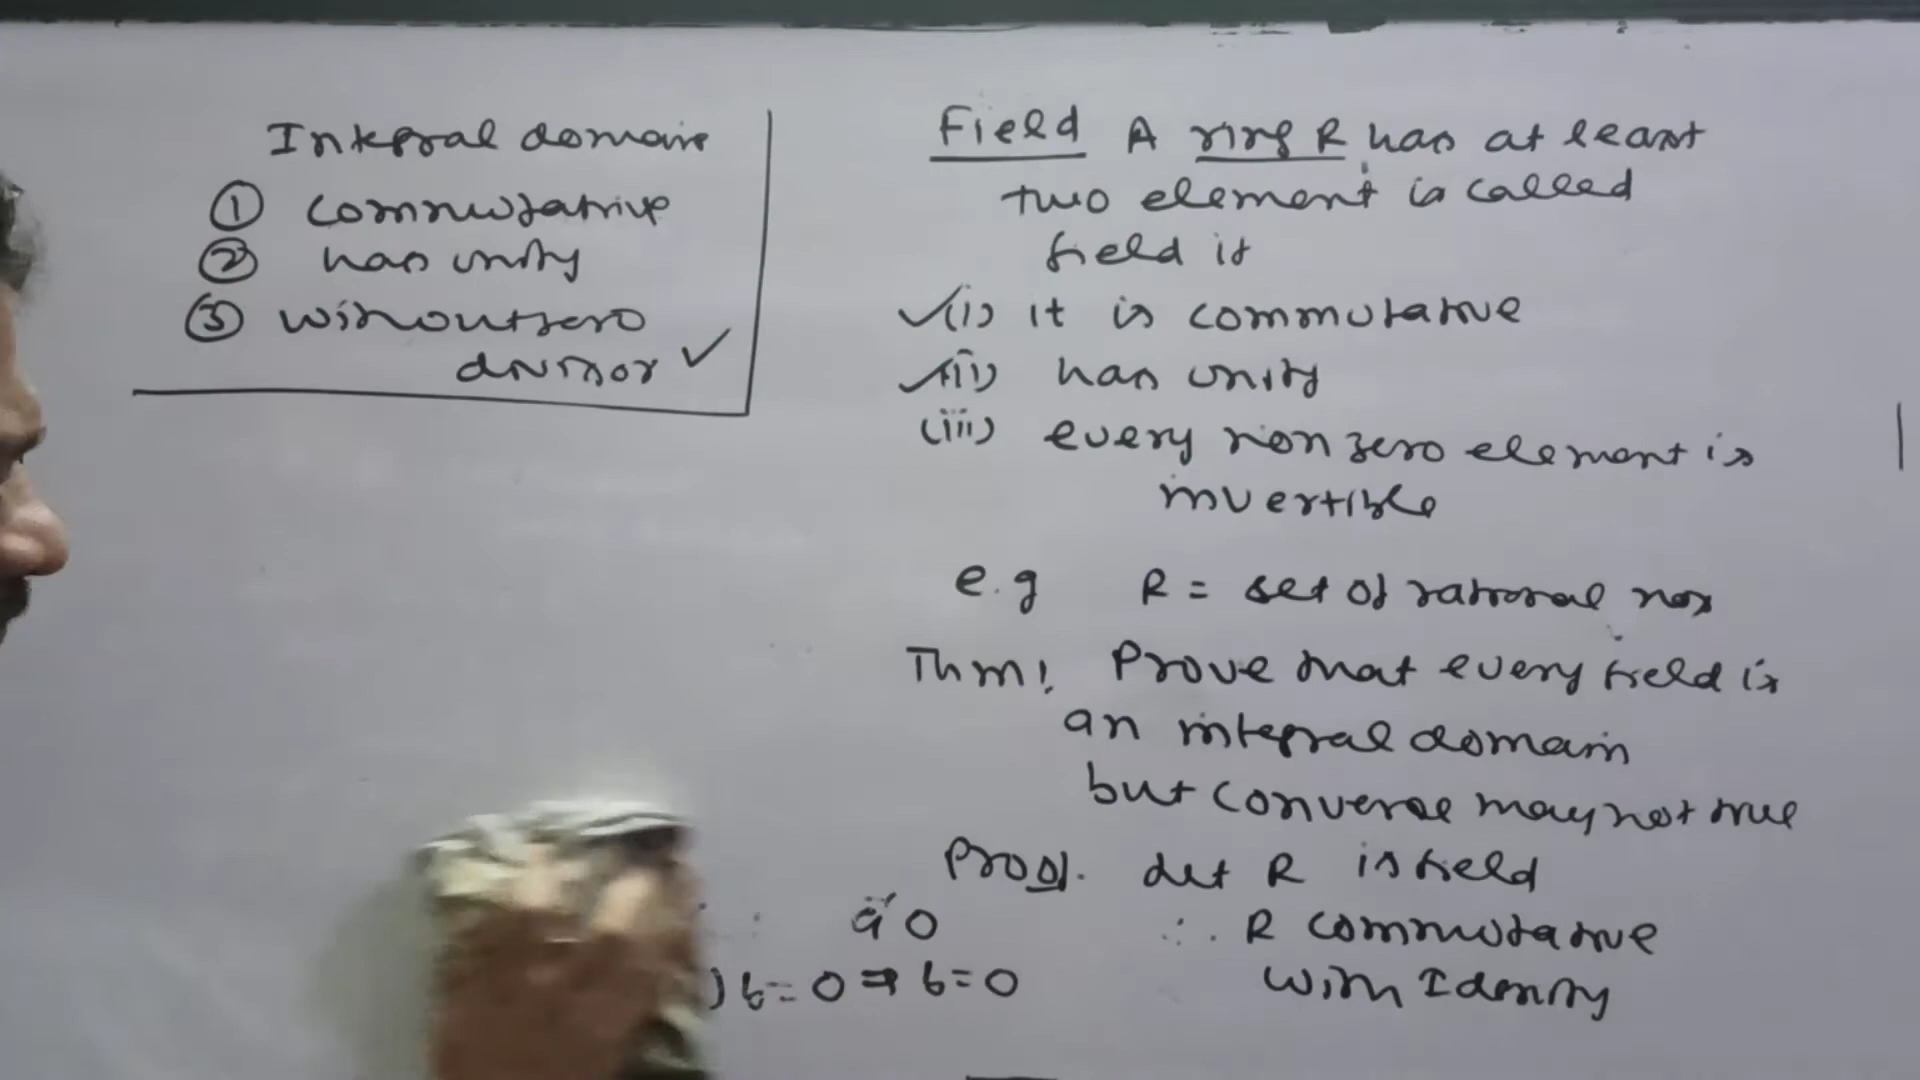 Integral domain
① commutative
② has unity
③ without zero
divisor ✓
Field A ring R has at least
two element is called
field if
✓(i) it is commutative
✓(ii) has unity
(iii) every non zero element is
invertible
e.g R = set of rational nos
Thm! Prove that every field is
an integral domain
but converse may not true
Proof. Let R is field
∴ R commutative
with Identity
a⁻¹0
)b=0⇒b=0